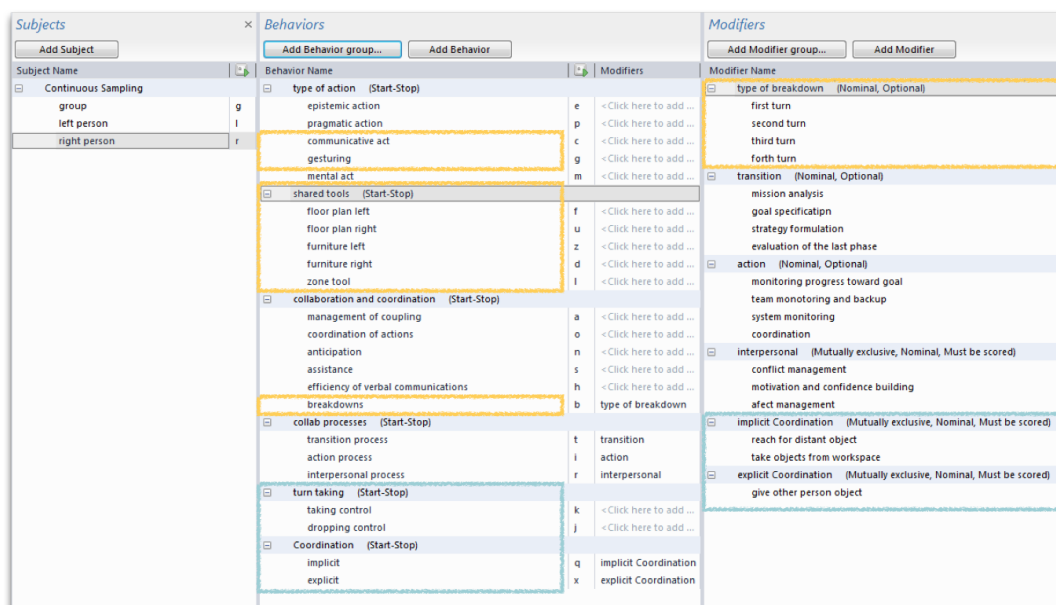 Subjects ×
Add Subject
Subject Name
Continuous Sampling
group g
left person l
right person r
Behaviors
Add Behavior group... Add Behavior
Behavior Name Modifiers
type of action (Start-Stop)
epistemic action e <Click here to add ...
pragmatic action p <Click here to add ...
communicative act c <Click here to add ...
gesturing g <Click here to add ...
mental act m <Click here to add ...
shared tools (Start-Stop)
floor plan left f <Click here to add ...
floor plan right u <Click here to add ...
furniture left z <Click here to add ...
furniture right d <Click here to add ...
zone tool l <Click here to add ...
collaboration and coordination (Start-Stop)
management of coupling a <Click here to add ...
coordination of actions o <Click here to add ...
anticipation n <Click here to add ...
assistance s <Click here to add ...
efficiency of verbal communications h <Click here to add ...
breakdowns b type of breakdown
collab processes (Start-Stop)
transition process t transition
action process i action
interpersonal process r interpersonal
turn taking (Start-Stop)
taking control k <Click here to add ...
dropping control j <Click here to add ...
Coordination (Start-Stop)
implicit q implicit Coordination
explicit x explicit Coordination
Modifiers
Add Modifier group... Add Modifier
Modifier Name
type of breakdown (Nominal, Optional)
first turn
second turn
third turn
forth turn
transition (Nominal, Optional)
mission analysis
goal specificatipn
strategy formulation
evaluation of the last phase
action (Nominal, Optional)
monitoring progress toward goal
team monotoring and backup
system monitoring
coordination
interpersonal (Mutually exclusive, Nominal, Must be scored)
conflict management
motivation and confidence building
afect management
implicit Coordination (Mutually exclusive, Nominal, Must be scored)
reach for distant object
take objects from workspace
explicit Coordination (Mutually exclusive, Nominal, Must be scored)
give other person object